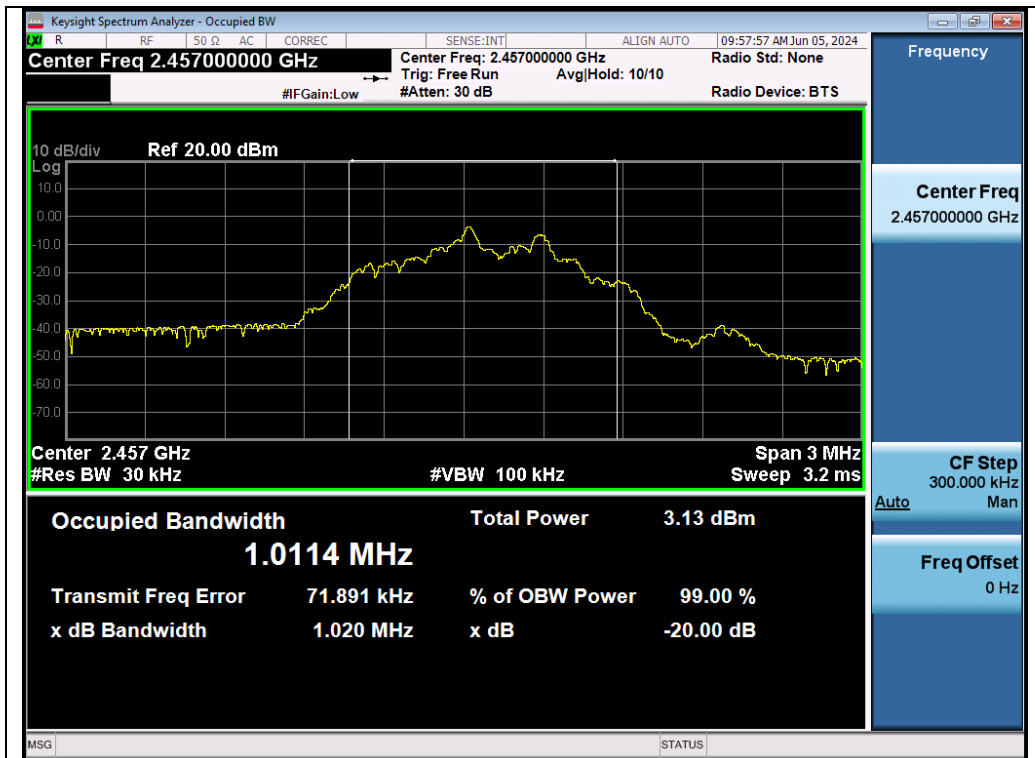 Keysight Spectrum Analyzer - Occupied BW
LXI R RF 50 Ω AC CORREC SENSE:INT ALIGN AUTO 09:57:57 AM Jun 05, 2024
Center Freq 2.457000000 GHz
Center Freq: 2.457000000 GHz Radio Std: None
Trig: Free Run Avg|Hold: 10/10
#IFGain:Low #Atten: 30 dB Radio Device: BTS
Frequency
10 dB/div Ref 20.00 dBm
Log
10.0
0.00
-10.0
-20.0
-30.0
-40.0
-50.0
-60.0
-70.0
Center 2.457 GHz Span 3 MHz
#Res BW 30 kHz #VBW 100 kHz Sweep 3.2 ms
Occupied Bandwidth Total Power 3.13 dBm
1.0114 MHz
Transmit Freq Error 71.891 kHz % of OBW Power 99.00 %
x dB Bandwidth 1.020 MHz x dB -20.00 dB
Center Freq
2.457000000 GHz
CF Step
300.000 kHz
Auto Man
Freq Offset
0 Hz
MSG STATUS